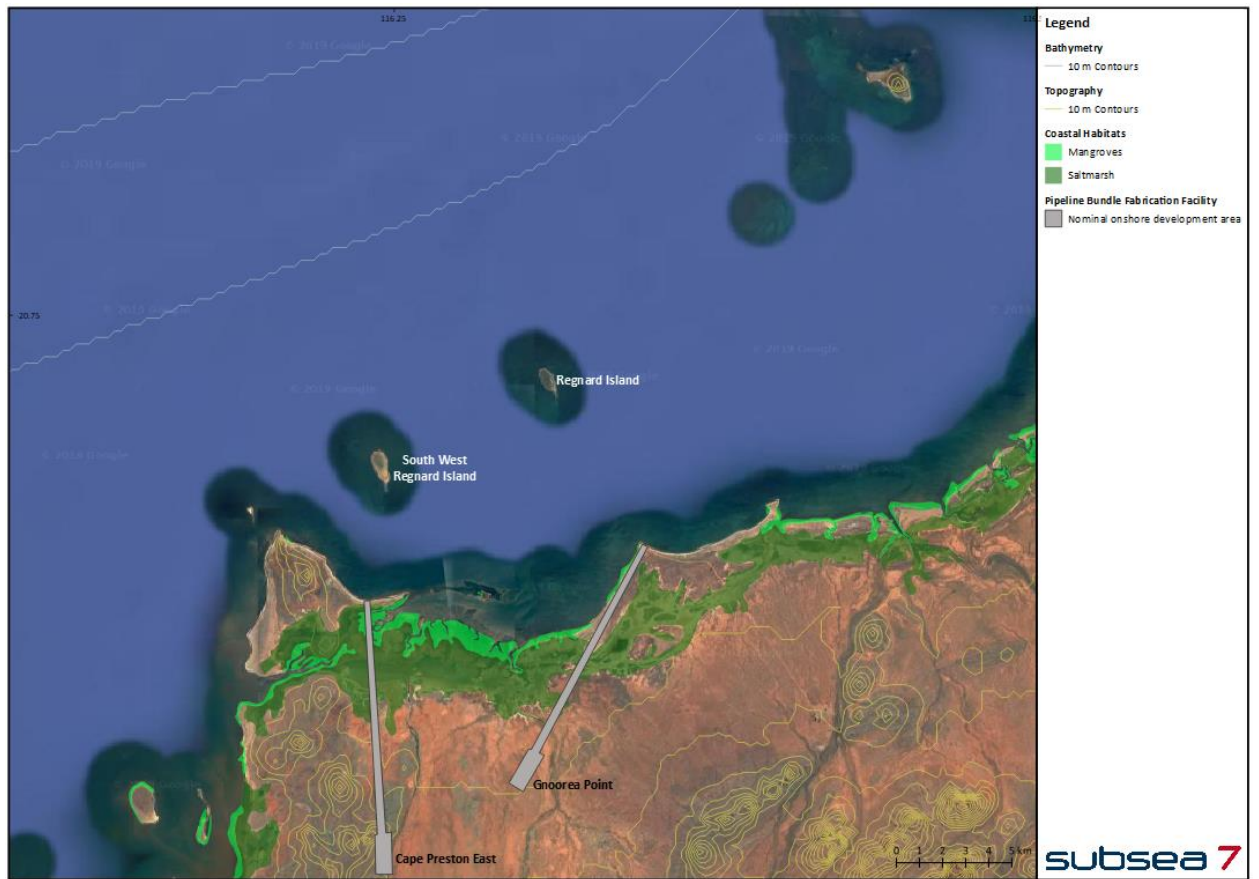 116.25
116.
© 2019 Google
© 2019 Google
© 2019 Google
© 2019 Google
-20.75
© 2019 Google
© 2019 Google
Regnard Island
© 2019 Google
South West
Regnard Island
© 2019 Google
Gnoorea Point
Cape Preston East
0 1 2 3 4 5 km
Legend
Bathymetry
10 m Contours
Topography
10 m Contours
Coastal Habitats
Mangroves
Saltmarsh
Pipeline Bundle Fabrication Facility
Nominal onshore development area
subsea 7